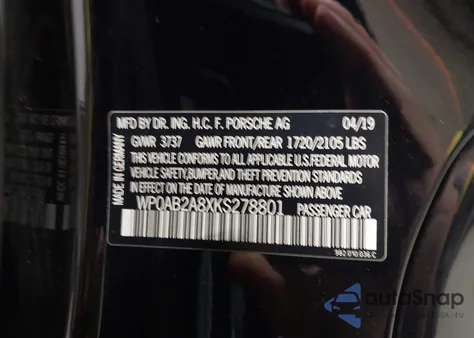 MFD BY DR. ING. H.C. F. PORSCHE AG 04/19
GVWR 3737 GAWR FRONT/REAR 1720/2105 LBS
THIS VEHICLE CONFORMS TO ALL APPLICABLE U.S. FEDERAL MOTOR
VEHICLE SAFETY,BUMPER,AND THEFT PREVENTION STANDARDS
IN EFFECT ON THE DATE OF MANUFACTURE SHOWN ABOVE.
WP0AB2A8XKS278801 PASSENGER CAR
MADE IN GERMANY
982 010 036 C
autoSnap